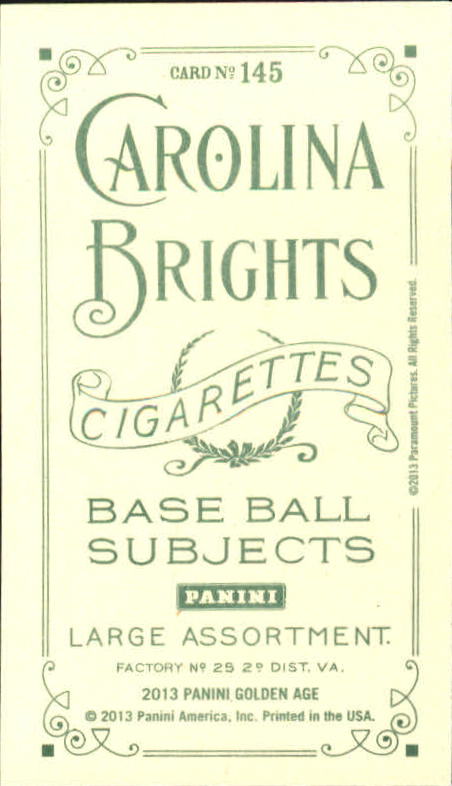 CARD Nº 145
CAROLINA
BRIGHTS
CIGARETTES
BASE BALL
SUBJECTS
PANINI
LARGE ASSORTMENT.
FACTORY Nº 25 2º DIST. VA.
2013 PANINI GOLDEN AGE
© 2013 Panini America, Inc. Printed in the USA.
©2013 Paramount Pictures. All Rights Reserved.